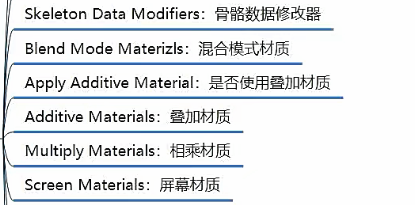 Skeleton Data Modifiers：骨骼数据修改器
Blend Mode Materizls：混合模式材质
Apply Additive Material：是否使用叠加材质
Additive Materials：叠加材质
Multiply Materials：相乘材质
Screen Materials：屏幕材质